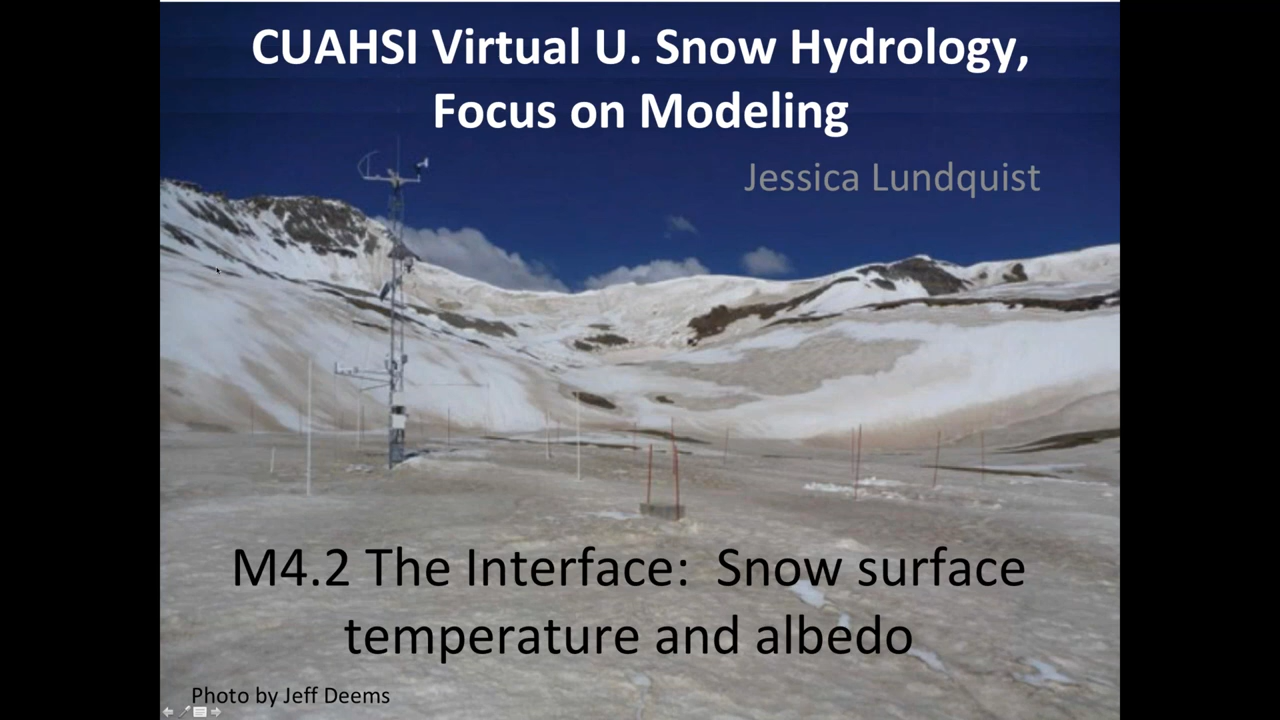 CUAHSI Virtual U. Snow Hydrology,
Focus on Modeling
Jessica Lundquist
M4.2 The Interface:  Snow surface
temperature and albedo
Photo by Jeff Deems